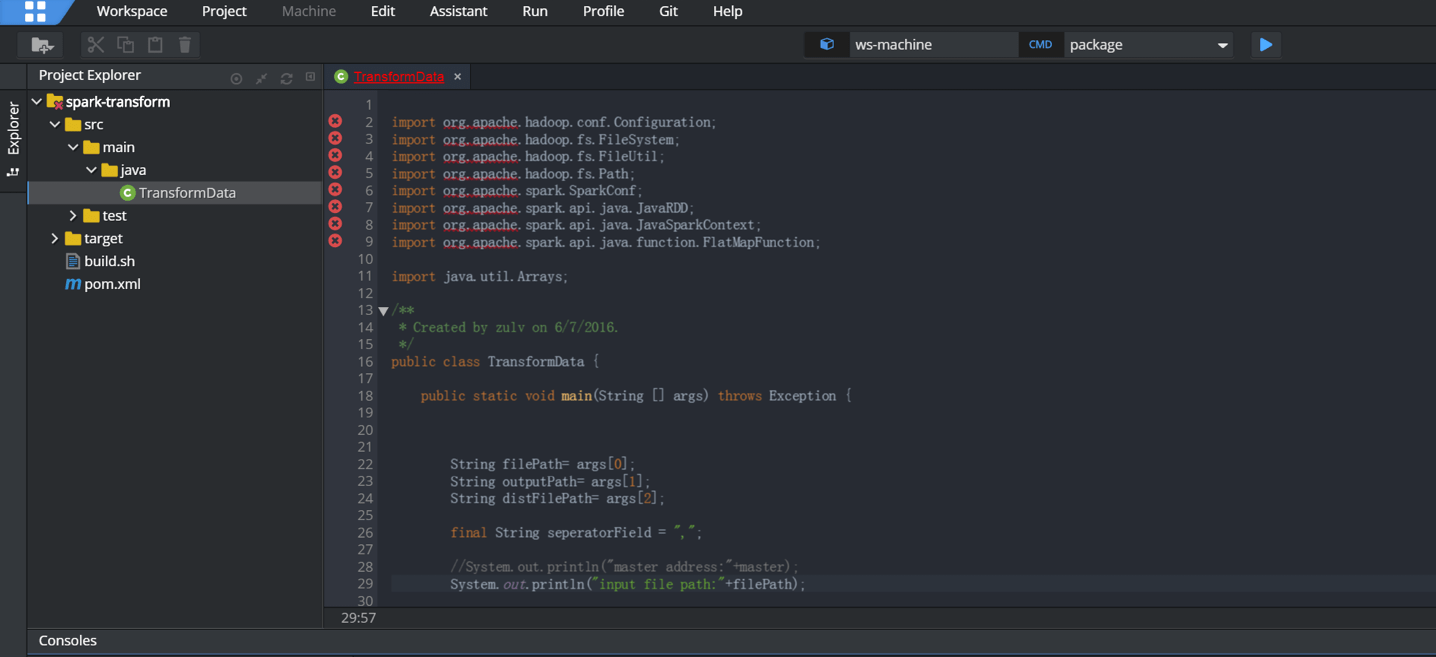 Workspace Project Machine Edit Assistant Run Profile Git Help
ws-machine CMD package
Project Explorer
TransformData ×
Explorer
spark-transform
src
main
java
TransformData
test
target
build.sh
pom.xml
1
2 import org.apache.hadoop.conf.Configuration;
3 import org.apache.hadoop.fs.FileSystem;
4 import org.apache.hadoop.fs.FileUtil;
5 import org.apache.hadoop.fs.Path;
6 import org.apache.spark.SparkConf;
7 import org.apache.spark.api.java.JavaRDD;
8 import org.apache.spark.api.java.JavaSparkContext;
9 import org.apache.spark.api.java.function.FlatMapFunction;
10
11 import java.util.Arrays;
12
13 /**
14 * Created by zulv on 6/7/2016.
15 */
16 public class TransformData {
17
18 public static void main(String [] args) throws Exception {
19
20
21
22 String filePath= args[0];
23 String outputPath= args[1];
24 String distFilePath= args[2];
25
26 final String seperatorField = ",";
27
28 //System.out.println("master address:"+master);
29 System.out.println("input file path:"+filePath);
30
29:57
Consoles